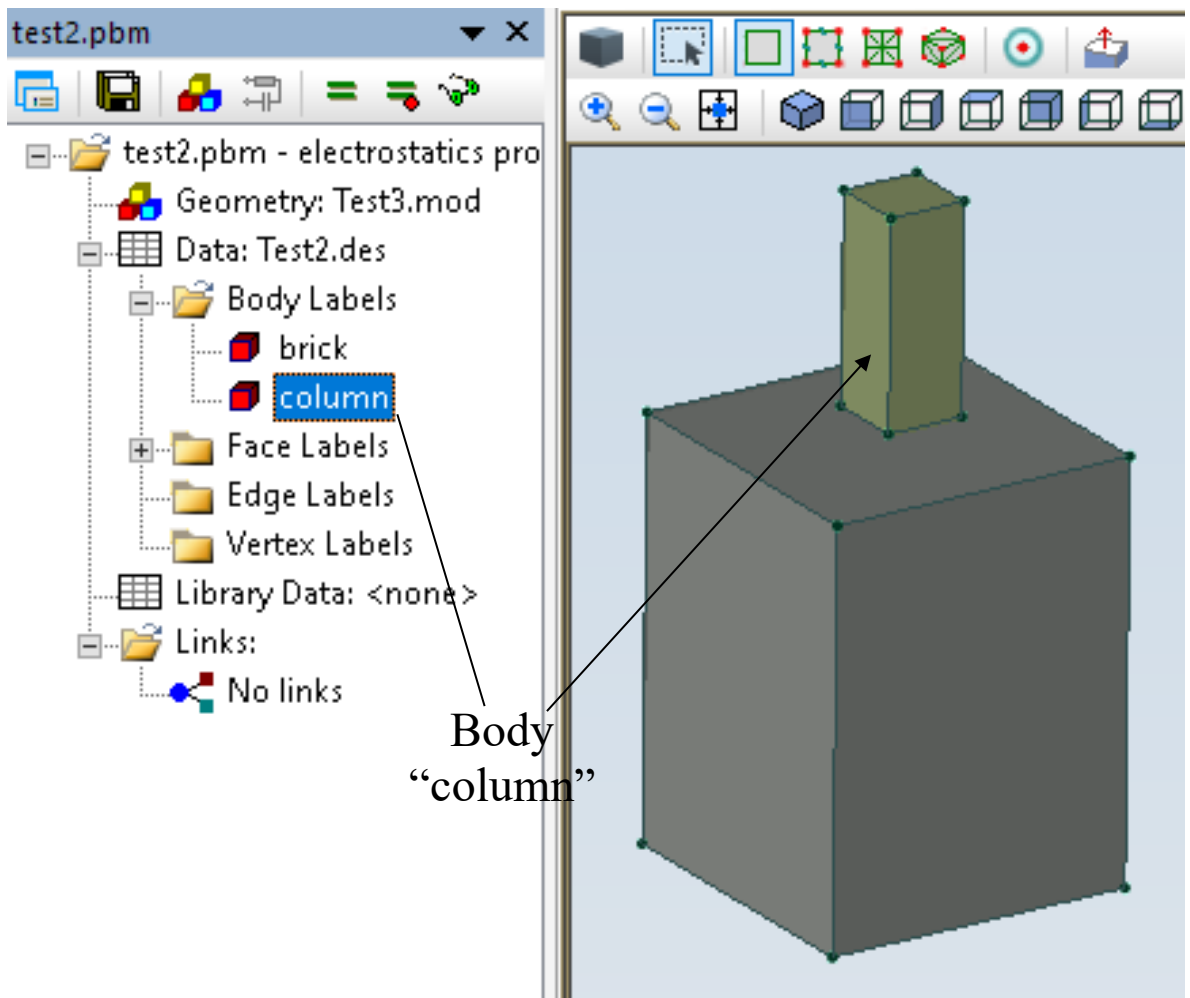 test2.pbm
test2.pbm - electrostatics pro
Geometry: Test3.mod
Data: Test2.des
Body Labels
brick
column
Face Labels
Edge Labels
Vertex Labels
Library Data: <none>
Links:
No links
Body
“column”